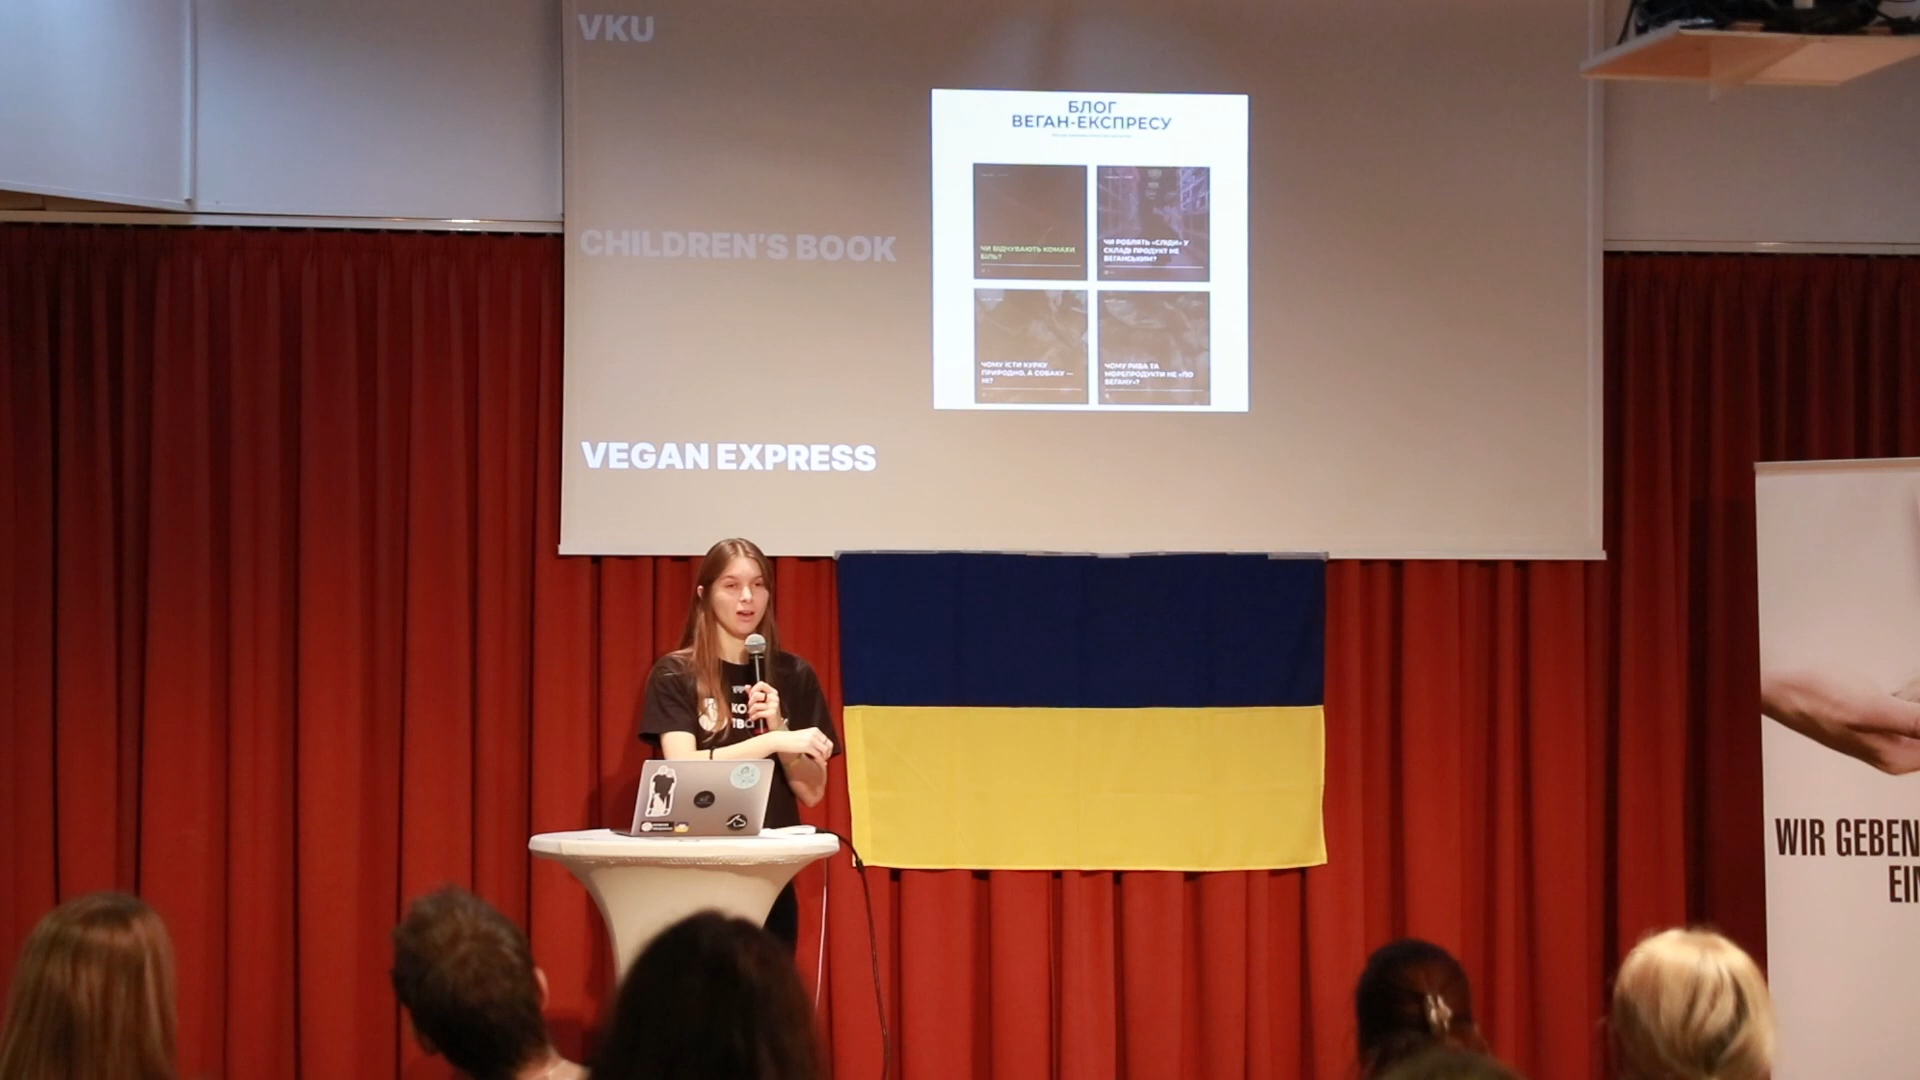 VKU
БЛОГ
ВЕГАН-ЕКСПРЕСУ
ЧИ ВІДЧУВАЮТЬ КОМАХИ
БІЛЬ?
ЧИ РОБЛЯТЬ «СЛІДИ» У
СКЛАДІ ПРОДУКТ НЕ
ВЕГАНСЬКИМ?
CHILDREN'S BOOK
ЧОМУ ЇСТИ КУРКУ
ПРИРОДНО, А СОБАКУ —
НІ?
ЧОМУ РИБА ТА
МОРЕПРОДУКТИ НЕ «ПО
ВЕГАНУ»?
VEGAN EXPRESS
WIR GEBEN